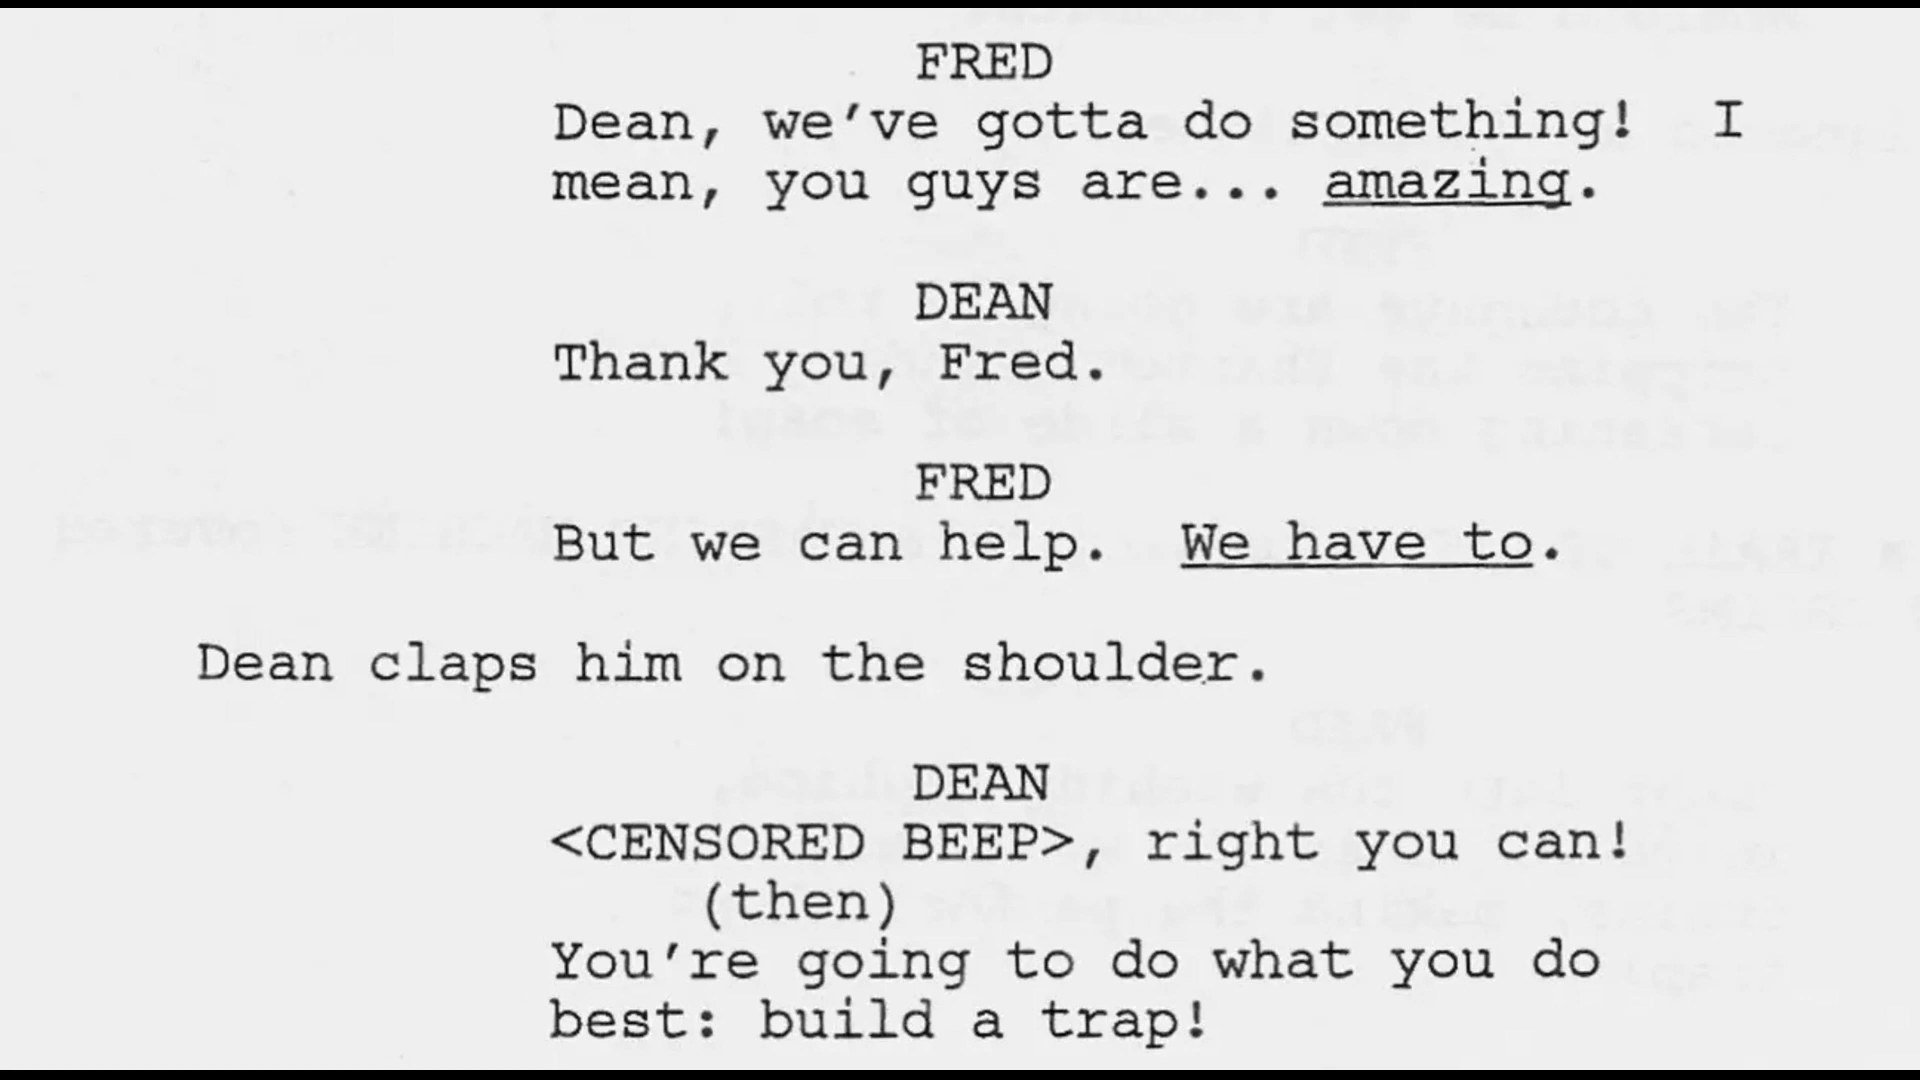 FRED
Dean, we've gotta do something! I
mean, you guys are... amazing.
DEAN
Thank you, Fred.
FRED
But we can help. We have to.
Dean claps him on the shoulder.
DEAN
<CENSORED BEEP>, right you can!
(then)
You're going to do what you do
best: build a trap!